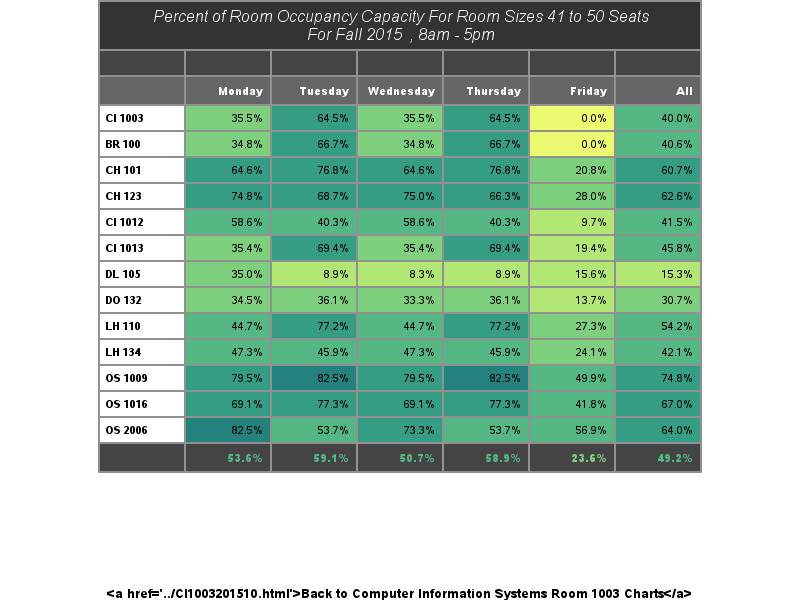 Percent of Room Occupancy Capacity For Room Sizes 41 to 50 Seats
For Fall 2015 , 8am - 5pm
Monday Tuesday Wednesday Thursday Friday All
CI 1003 35.5% 64.5% 35.5% 64.5% 0.0% 40.0%
BR 100 34.8% 66.7% 34.8% 66.7% 0.0% 40.6%
CH 101 64.6% 76.8% 64.6% 76.8% 20.8% 60.7%
CH 123 74.8% 68.7% 75.0% 66.3% 28.0% 62.6%
CI 1012 58.6% 40.3% 58.6% 40.3% 9.7% 41.5%
CI 1013 35.4% 69.4% 35.4% 69.4% 19.4% 45.8%
DL 105 35.0% 8.9% 8.3% 8.9% 15.6% 15.3%
DO 132 34.5% 36.1% 33.3% 36.1% 13.7% 30.7%
LH 110 44.7% 77.2% 44.7% 77.2% 27.3% 54.2%
LH 134 47.3% 45.9% 47.3% 45.9% 24.1% 42.1%
OS 1009 79.5% 82.5% 79.5% 82.5% 49.9% 74.8%
OS 1016 69.1% 77.3% 69.1% 77.3% 41.8% 67.0%
OS 2006 82.5% 53.7% 73.3% 53.7% 56.9% 64.0%
53.6% 59.1% 50.7% 58.9% 23.6% 49.2%
<a href='../CI1003201510.html'>Back to Computer Information Systems Room 1003 Charts</a>